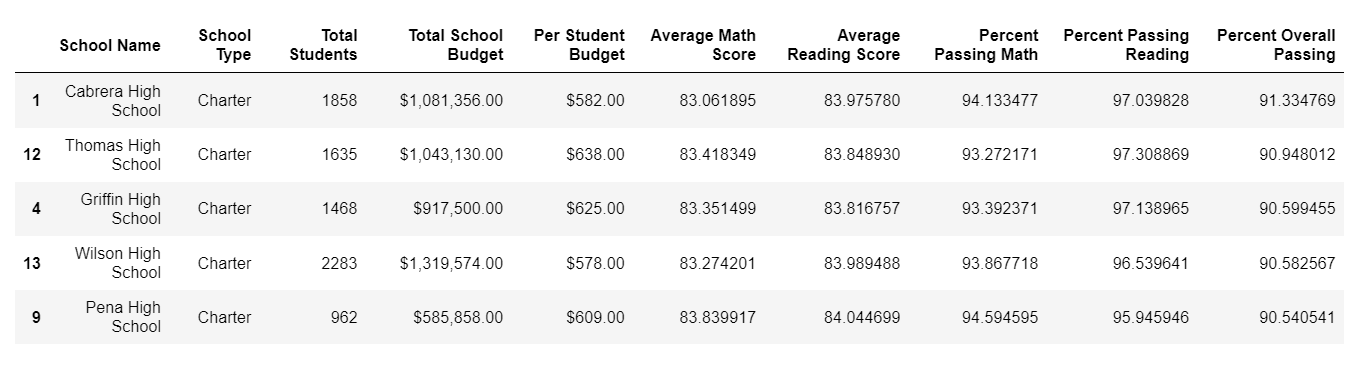 School Name School Type Total Students Total School Budget Per Student Budget Average Math Score Average Reading Score Percent Passing Math Percent Passing Reading Percent Overall Passing
1 Cabrera High School Charter 1858 $1,081,356.00 $582.00 83.061895 83.975780 94.133477 97.039828 91.334769
12 Thomas High School Charter 1635 $1,043,130.00 $638.00 83.418349 83.848930 93.272171 97.308869 90.948012
4 Griffin High School Charter 1468 $917,500.00 $625.00 83.351499 83.816757 93.392371 97.138965 90.599455
13 Wilson High School Charter 2283 $1,319,574.00 $578.00 83.274201 83.989488 93.867718 96.539641 90.582567
9 Pena High School Charter 962 $585,858.00 $609.00 83.839917 84.044699 94.594595 95.945946 90.540541